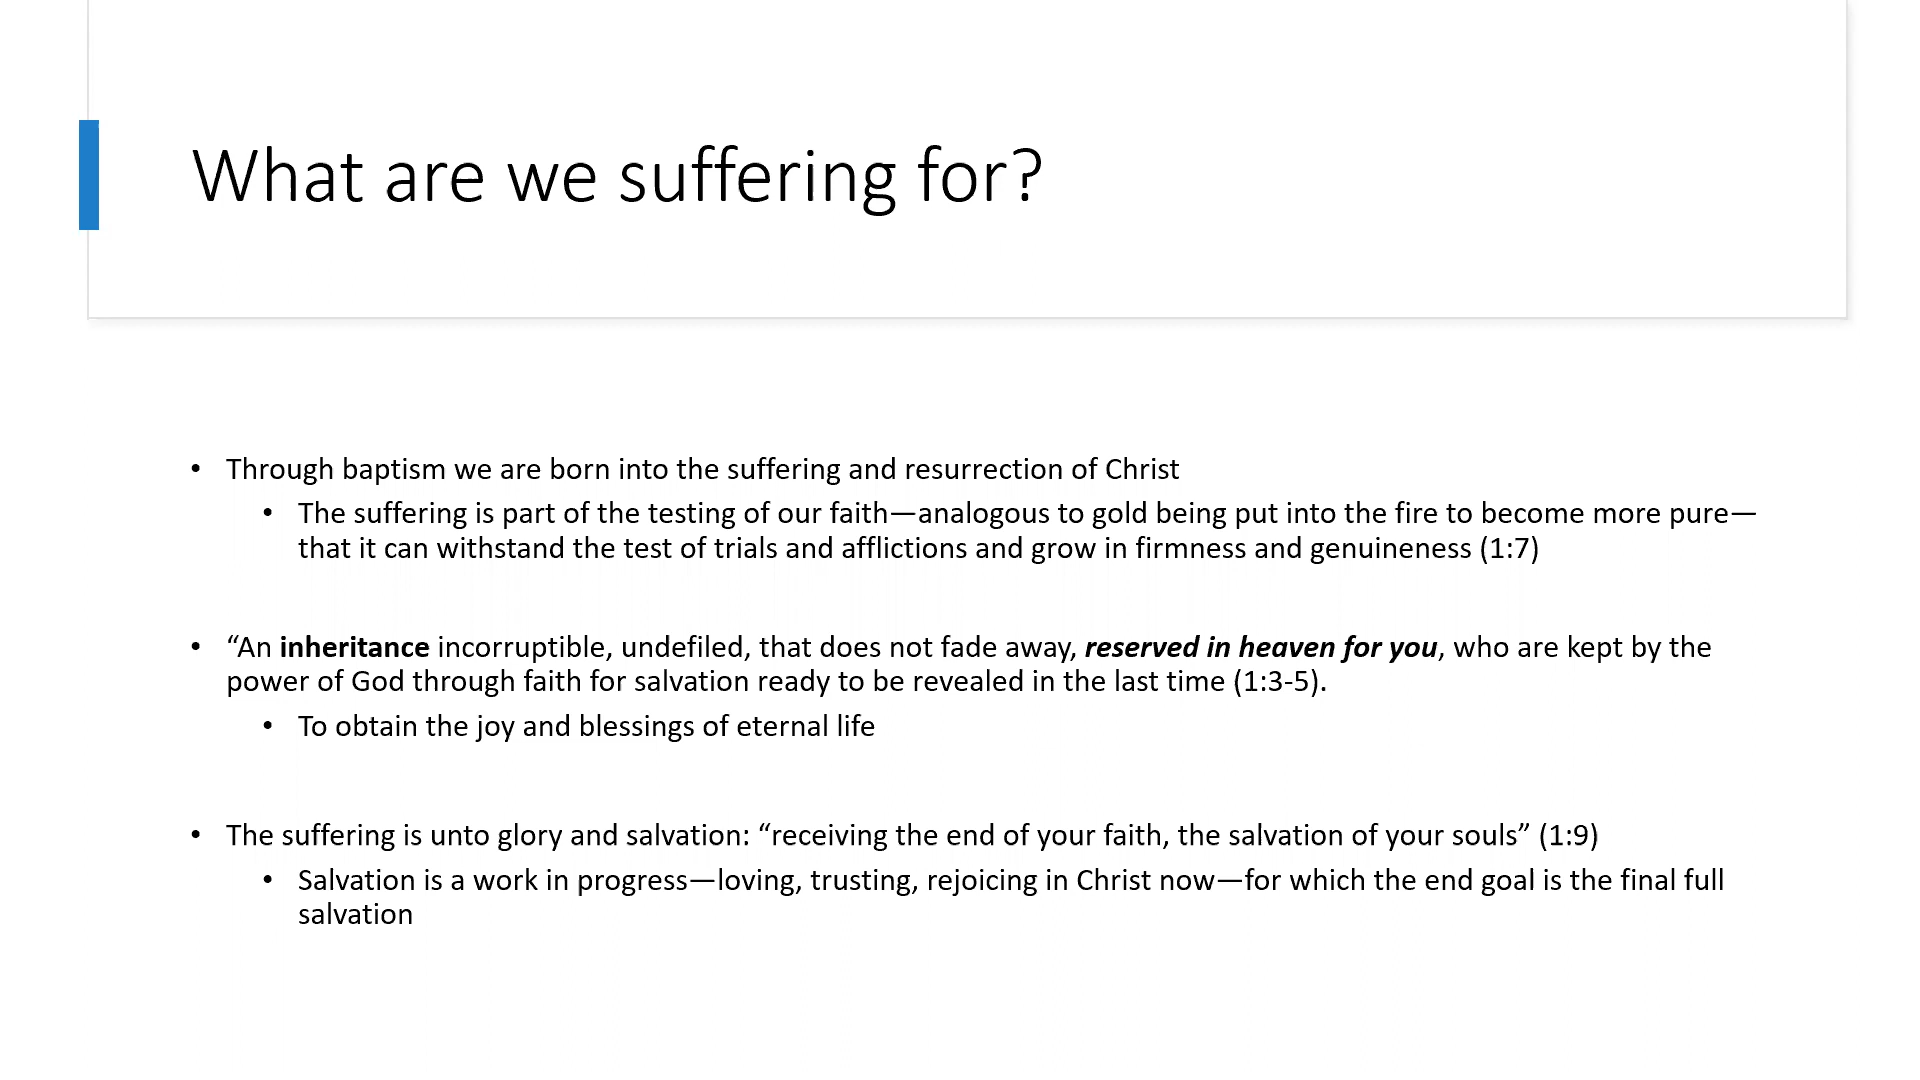 What are we suffering for?
• Through baptism we are born into the suffering and resurrection of Christ
• The suffering is part of the testing of our faith—analogous to gold being put into the fire to become more pure—
that it can withstand the test of trials and afflictions and grow in firmness and genuineness (1:7)
• “An inheritance incorruptible, undefiled, that does not fade away, reserved in heaven for you, who are kept by the
power of God through faith for salvation ready to be revealed in the last time (1:3-5).
• To obtain the joy and blessings of eternal life
• The suffering is unto glory and salvation: “receiving the end of your faith, the salvation of your souls” (1:9)
• Salvation is a work in progress—loving, trusting, rejoicing in Christ now—for which the end goal is the final full
salvation